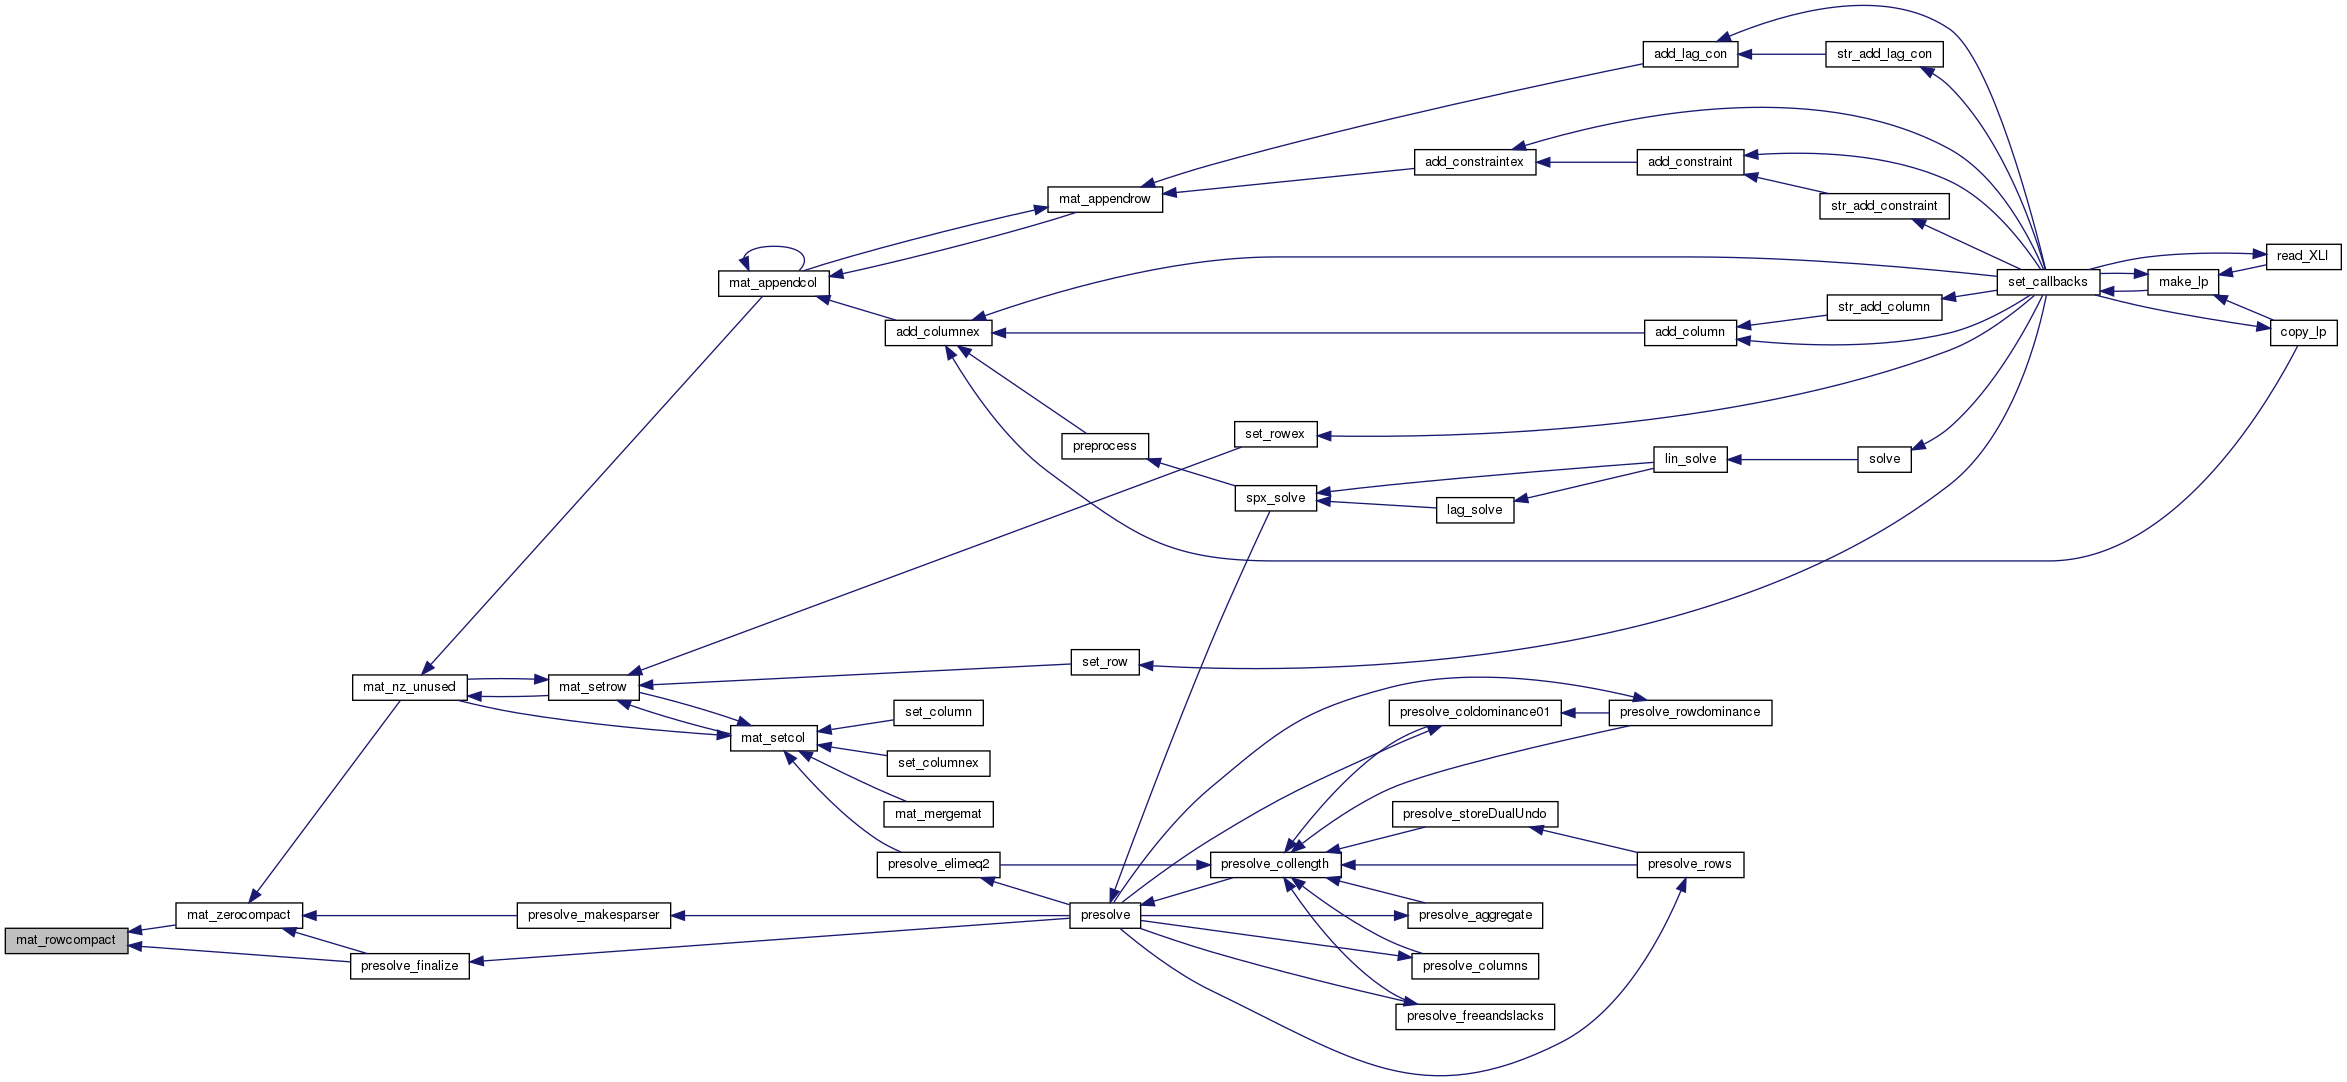 add_lag_con
str_add_lag_con
add_constraintex
add_constraint
mat_appendrow
str_add_constraint
read_XLI
mat_appendcol
set_callbacks
make_lp
str_add_column
add_columnex
add_column
copy_lp
set_rowex
preprocess
lin_solve
solve
spx_solve
lag_solve
set_row
mat_nz_unused
mat_setrow
set_column
presolve_coldominance01
presolve_rowdominance
mat_setcol
set_columnex
mat_mergemat
presolve_storeDualUndo
presolve_elimeq2
presolve_collength
presolve_rows
mat_zerocompact
presolve_makesparser
presolve
presolve_aggregate
mat_rowcompact
presolve_finalize
presolve_columns
presolve_freeandslacks